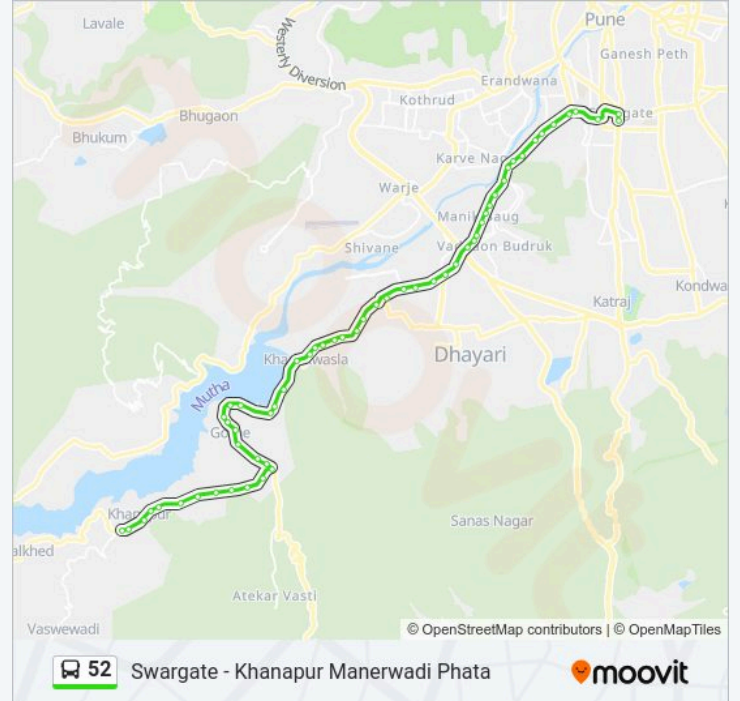 Lavale
Pune
Westerly Diversion
Ganesh Peth
Erandwana
Kothrud
Bhugaon
Bhukum
Karve
Warje
Shivane
Budruk
Katraj
Kondwa
Dhayari
Mutha
Sanas Nagar
Atekar Vasti
Vaswewadi
© OpenStreetMap contributors | © OpenMapTiles
52 Swargate - Khanapur Manerwadi Phata moovit